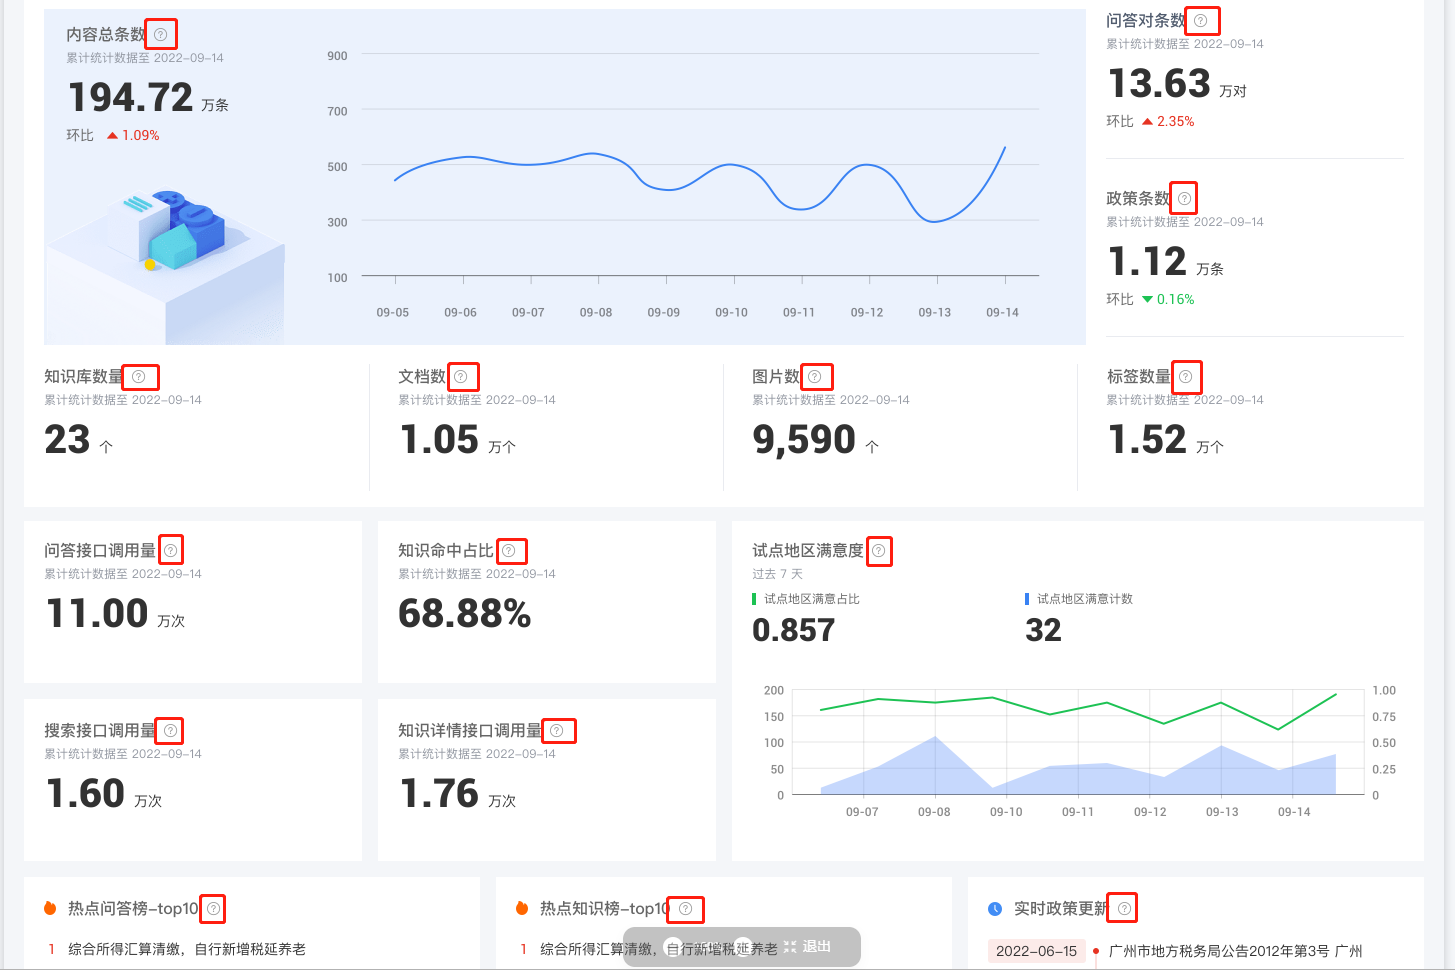 内容总条数
累计统计数据至 2022-09-14
194.72 万条
环比 1.09%
900
700
500
300
100
09-05 09-06 09-07 09-08 09-09 09-10 09-11 09-12 09-13 09-14
问答对条数
累计统计数据至 2022-09-14
13.63 万对
环比 2.35%
政策条数
累计统计数据至 2022-09-14
1.12 万条
环比 0.16%
知识库数量
累计统计数据至 2022-09-14
23 个
文档数
累计统计数据至 2022-09-14
1.05 万个
图片数
累计统计数据至 2022-09-14
9,590 个
标签数量
累计统计数据至 2022-09-14
1.52 万个
问答接口调用量
累计统计数据至 2022-09-14
11.00 万次
知识命中占比
累计统计数据至 2022-09-14
68.88%
试点地区满意度
过去 7 天
试点地区满意占比
0.857
试点地区满意计数
32
200 1.00
150 0.75
100 0.50
50 0.25
0 0
09-07 09-08 09-10 09-11 09-12 09-13 09-14
搜索接口调用量
累计统计数据至 2022-09-14
1.60 万次
知识详情接口调用量
累计统计数据至 2022-09-14
1.76 万次
热点问答榜-top10
1 综合所得汇算清缴，自行新增税延养老
热点知识榜-top10
1 综合所得汇算清缴，自行新增税延养老
退出
实时政策更新
2022-06-15 广州市地方税务局公告2012年第3号 广州